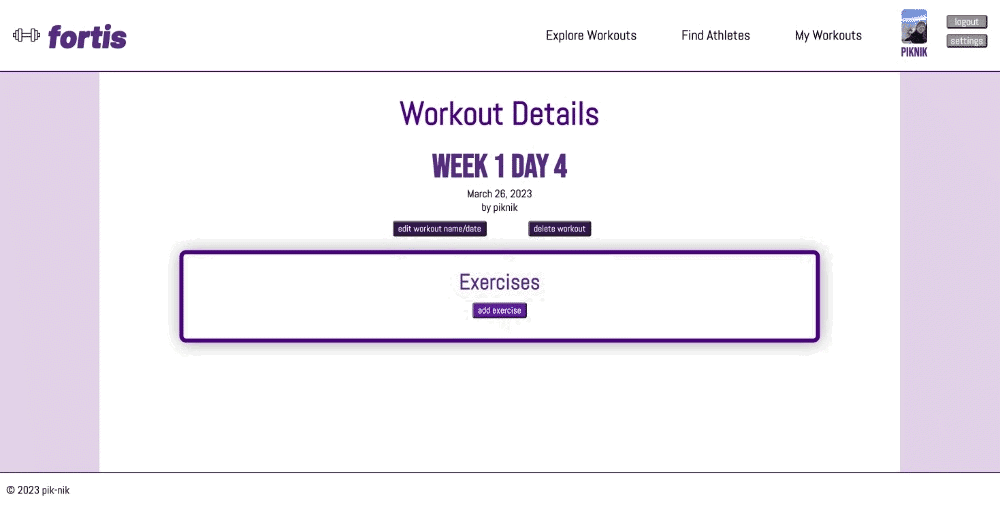 fortis
Explore Workouts
Find Athletes
My Workouts
PIKNIK
logout
settings
Workout Details
WEEK 1 DAY 4
March 26, 2023
by piknik
edit workout name/date
delete workout
Exercises
add exercise
© 2023 pik-nik